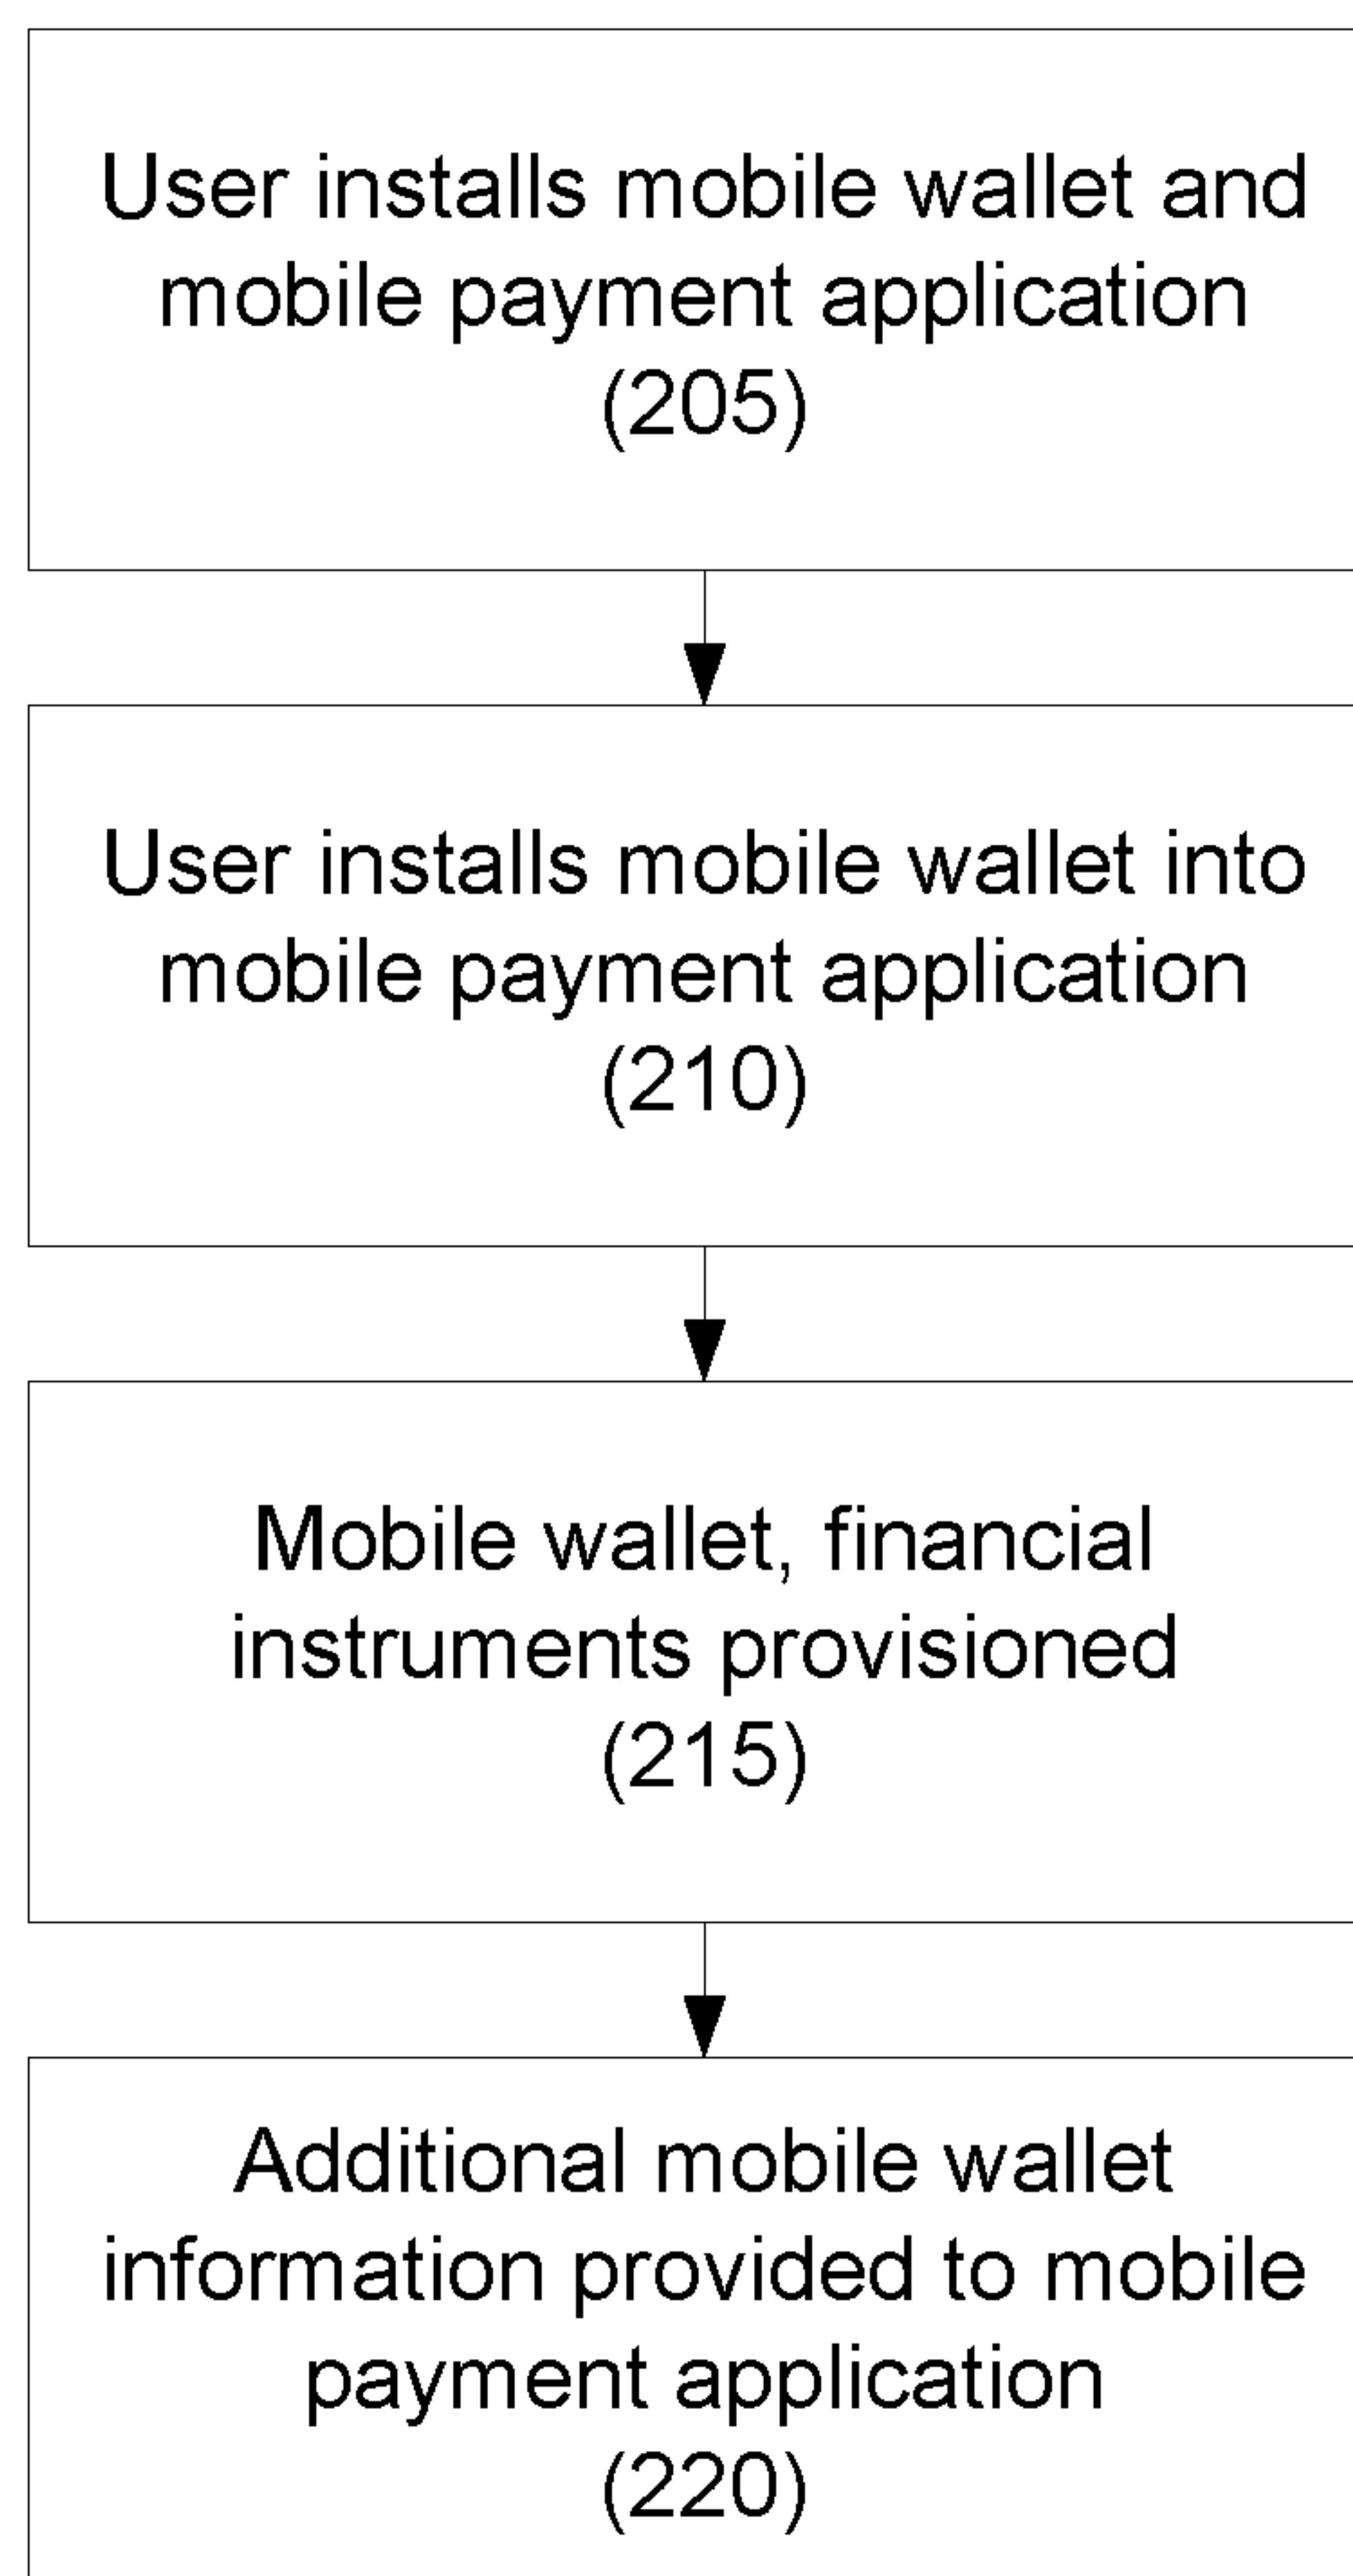 User installs mobile wallet and
mobile payment application
(205)
User installs mobile wallet into
mobile payment application
(210)
Mobile wallet, financial
instruments provisioned
(215)
Additional mobile wallet
information provided to mobile
payment application
(220)